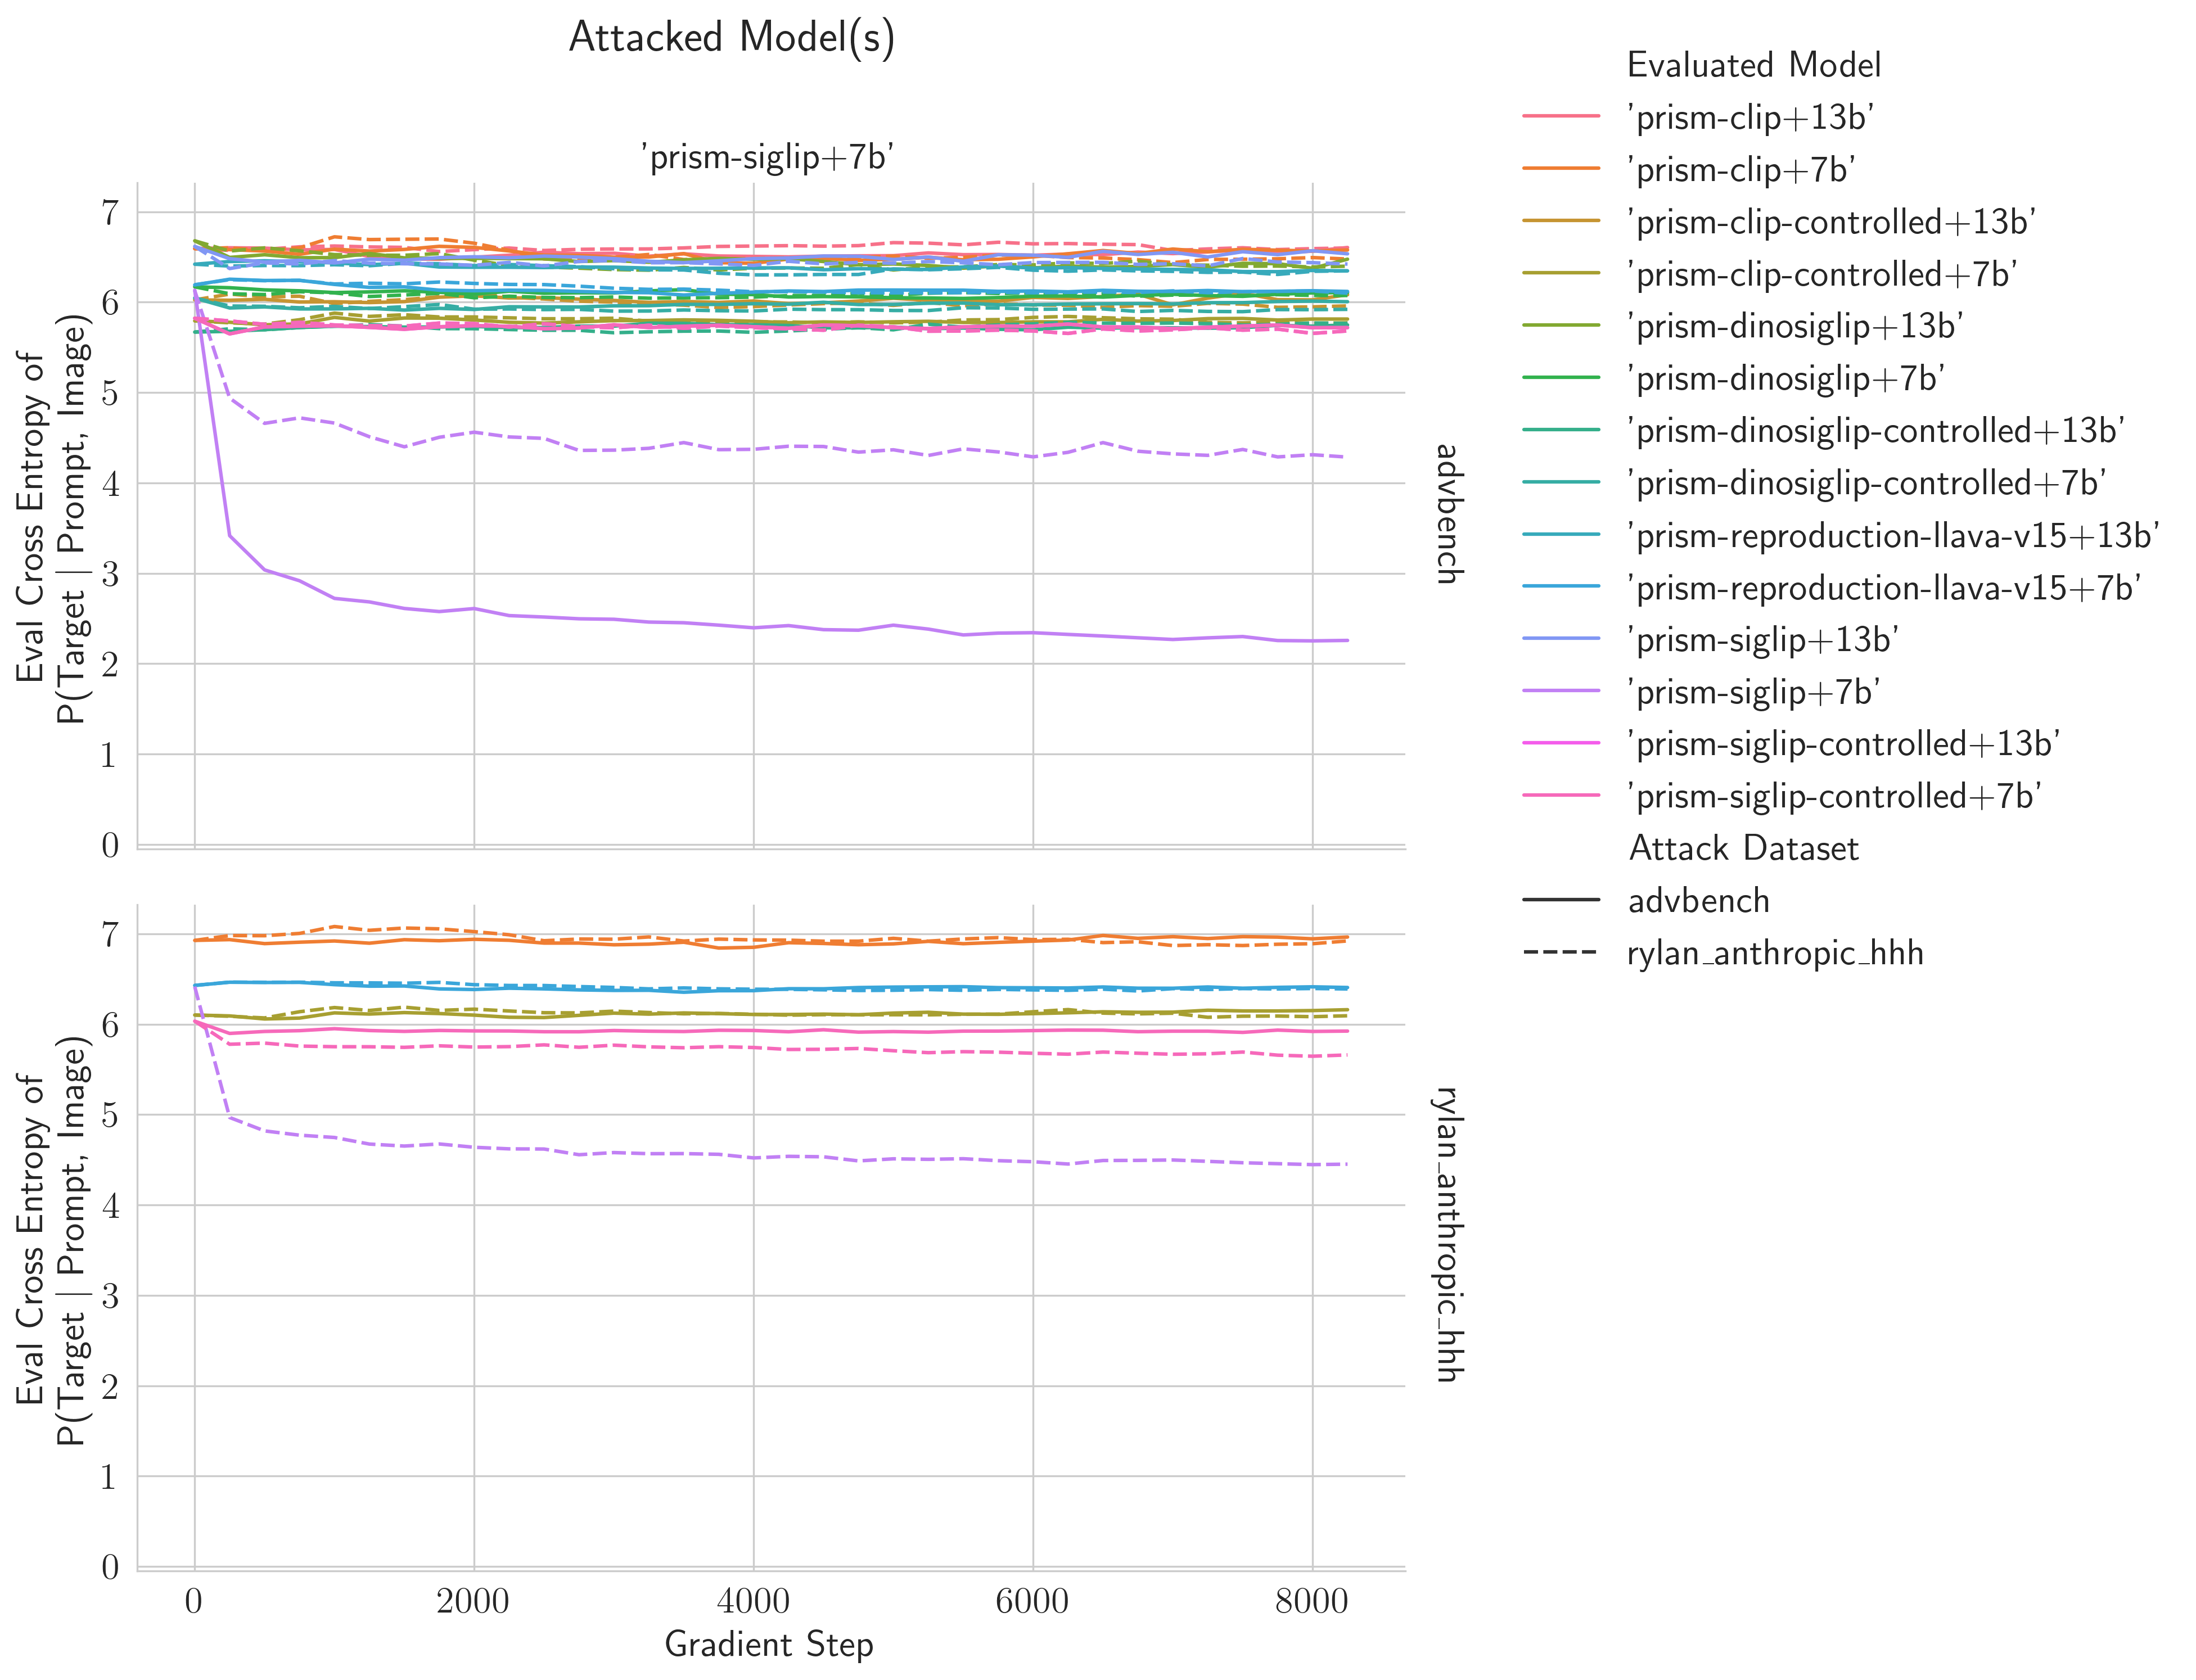 Attacked Model(s)
'prism-siglip+7b'
7
6
5
4
3
2
1
0
Eval Cross Entropy of
P(Target | Prompt, Image)
advbench
7
6
5
4
3
2
1
0
Eval Cross Entropy of
P(Target | Prompt, Image)
rylan_anthropic_hhh
0 2000 4000 6000 8000
Gradient Step
Evaluated Model
'prism-clip+13b'
'prism-clip+7b'
'prism-clip-controlled+13b'
'prism-clip-controlled+7b'
'prism-dinosiglip+13b'
'prism-dinosiglip+7b'
'prism-dinosiglip-controlled+13b'
'prism-dinosiglip-controlled+7b'
'prism-reproduction-llava-v15+13b'
'prism-reproduction-llava-v15+7b'
'prism-siglip+13b'
'prism-siglip+7b'
'prism-siglip-controlled+13b'
'prism-siglip-controlled+7b'
Attack Dataset
advbench
rylan_anthropic_hhh